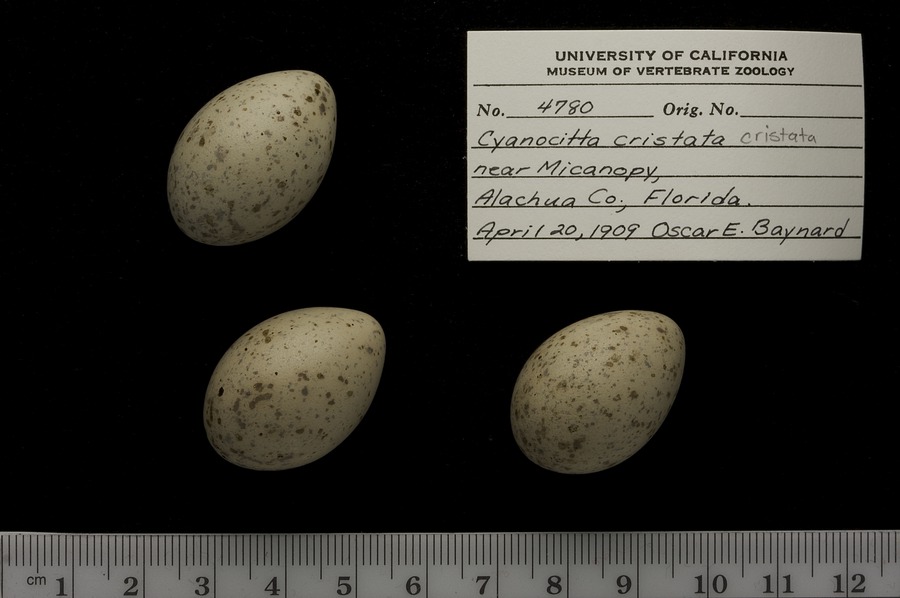 UNIVERSITY OF CALIFORNIA
MUSEUM OF VERTEBRATE ZOOLOGY
No. 4780 Orig. No.
Cyanocitta cristata cristata
near Micanopy,
Alachua Co., Florida.
April 20, 1909 Oscar E. Baynard
cm 1 2 3 4 5 6 7 8 9 10 11 12